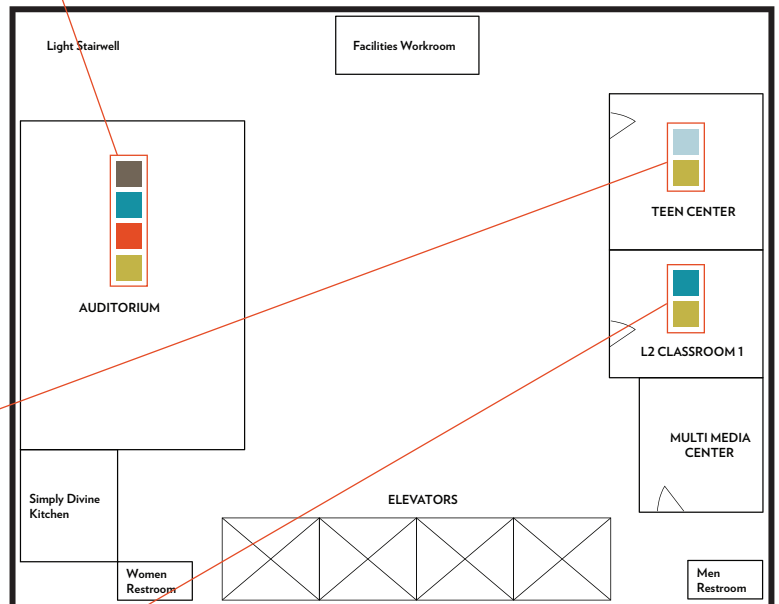 Light Stairwell
Facilities Workroom
TEEN CENTER
AUDITORIUM
L2 CLASSROOM 1
MULTI MEDIA
CENTER
Simply Divine
Kitchen
ELEVATORS
Women
Restroom
Men
Restroom